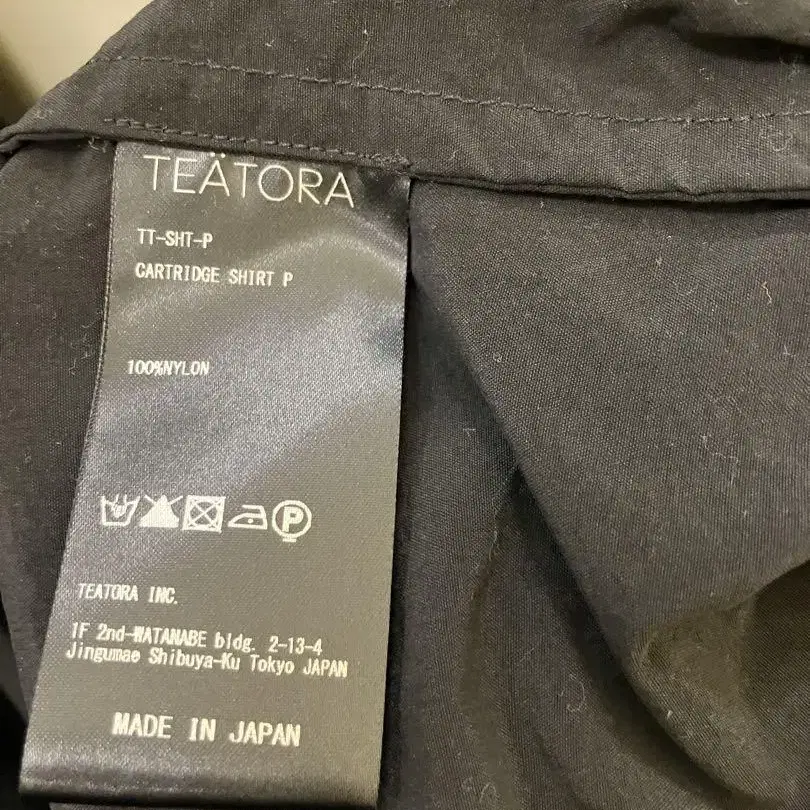 TEÄTORA
TT-SHT-P
CARTRIDGE SHIRT P
100%NYLON
P
TEATORA INC.
1F 2nd-WATANABE bldg. 2-13-4
Jingumae Shibuya-Ku Tokyo JAPAN
MADE IN JAPAN